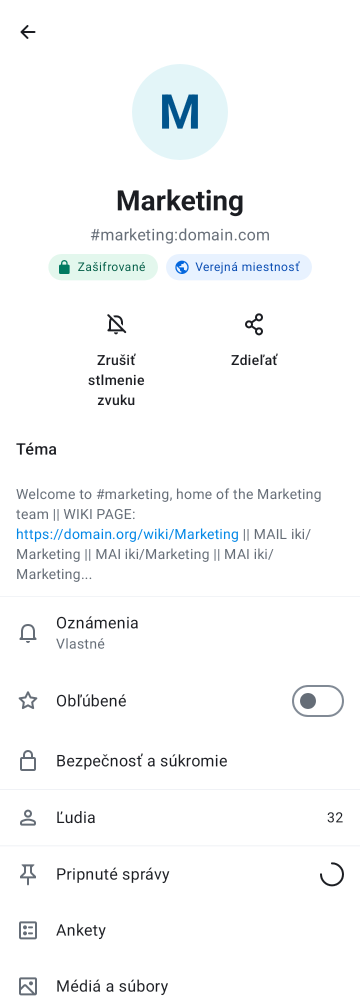 M
Marketing
#marketing:domain.com
Zašifrované
Verejná miestnosť
Zrušiť
stlmenie
zvuku
Zdieľať
Téma
Welcome to #marketing, home of the Marketing
team || WIKI PAGE:
https://domain.org/wiki/Marketing || MAIL iki/
Marketing || MAI iki/Marketing || MAI iki/
Marketing...
Oznámenia
Vlastné
Obľúbené
Bezpečnosť a súkromie
Ľudia 32
Pripnuté správy
Ankety
Médiá a súbory